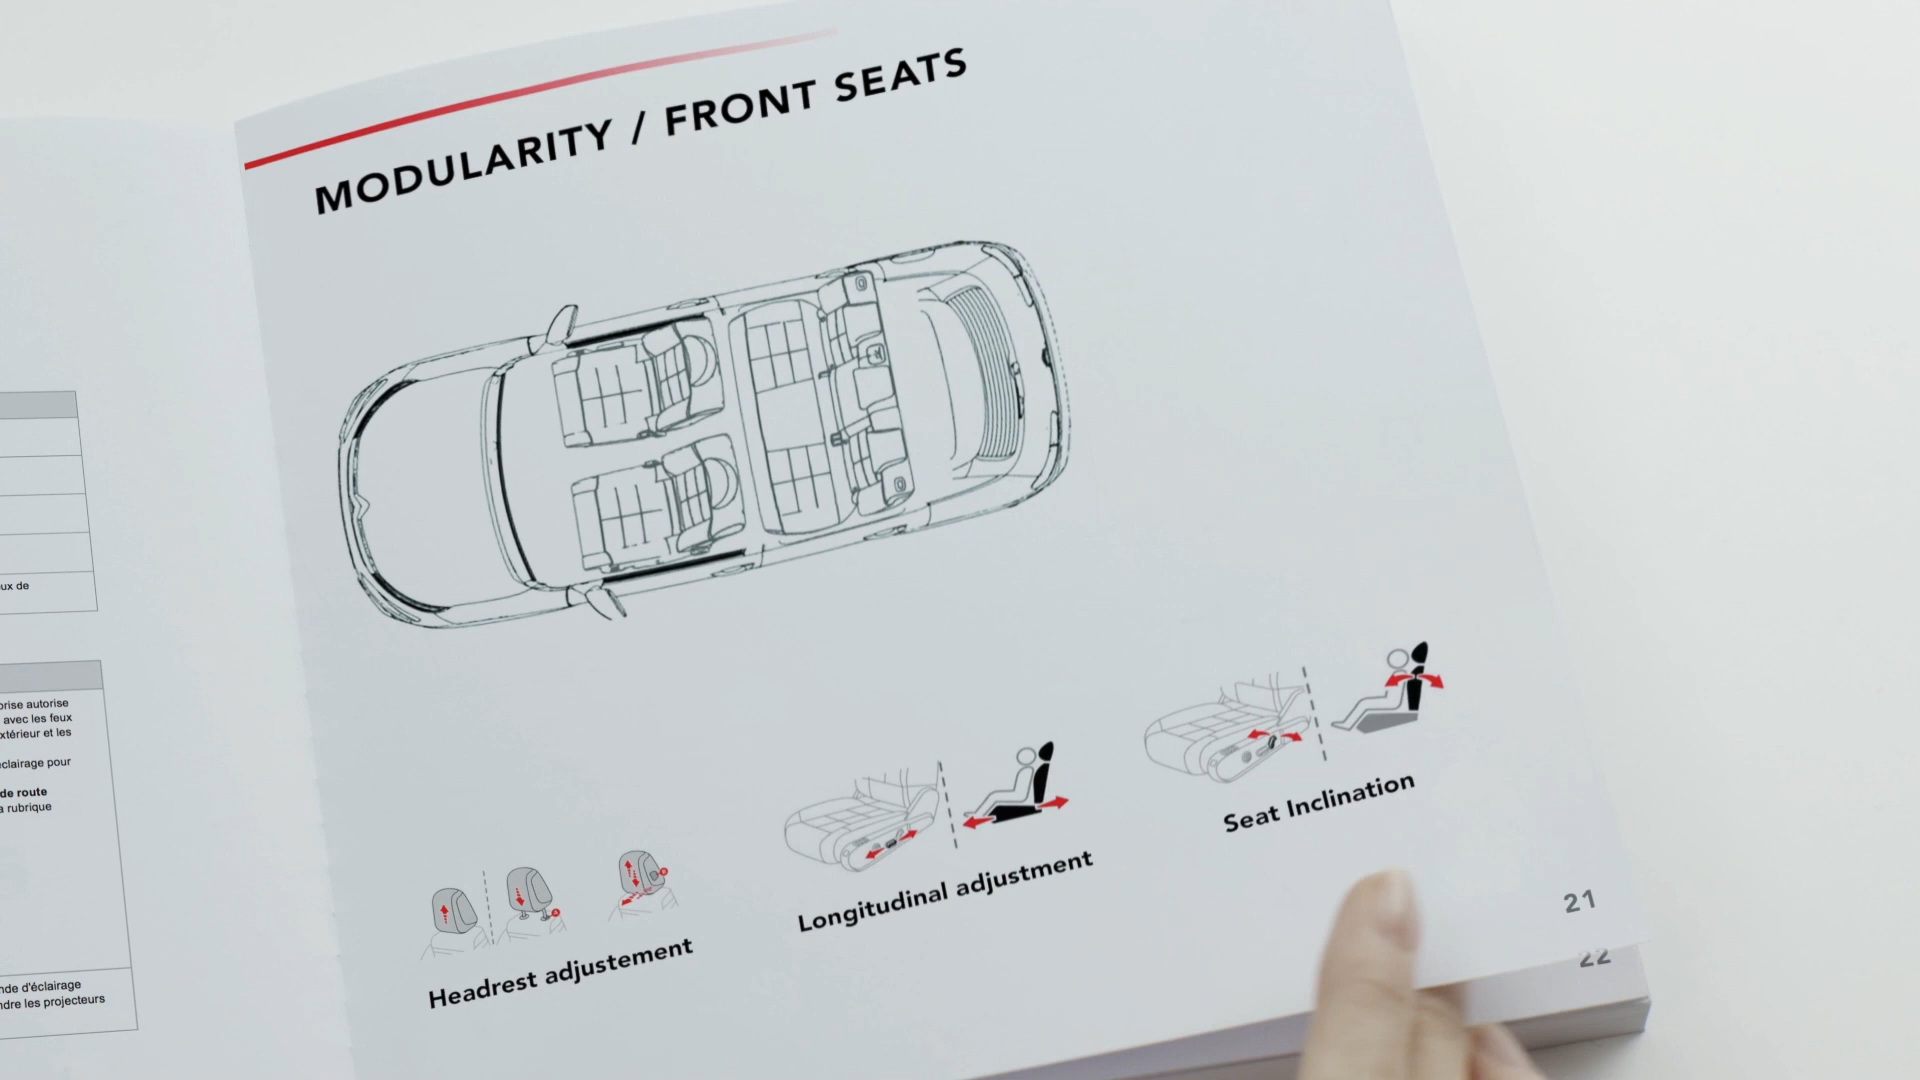 ux de
orise autorise
avec les feux
xtérieur et les
clairage pour
de route
a rubrique
nde d'éclairage
ndre les projecteurs
MODULARITY / FRONT SEATS
Headrest adjustement
Longitudinal adjustment
Seat Inclination
21
22